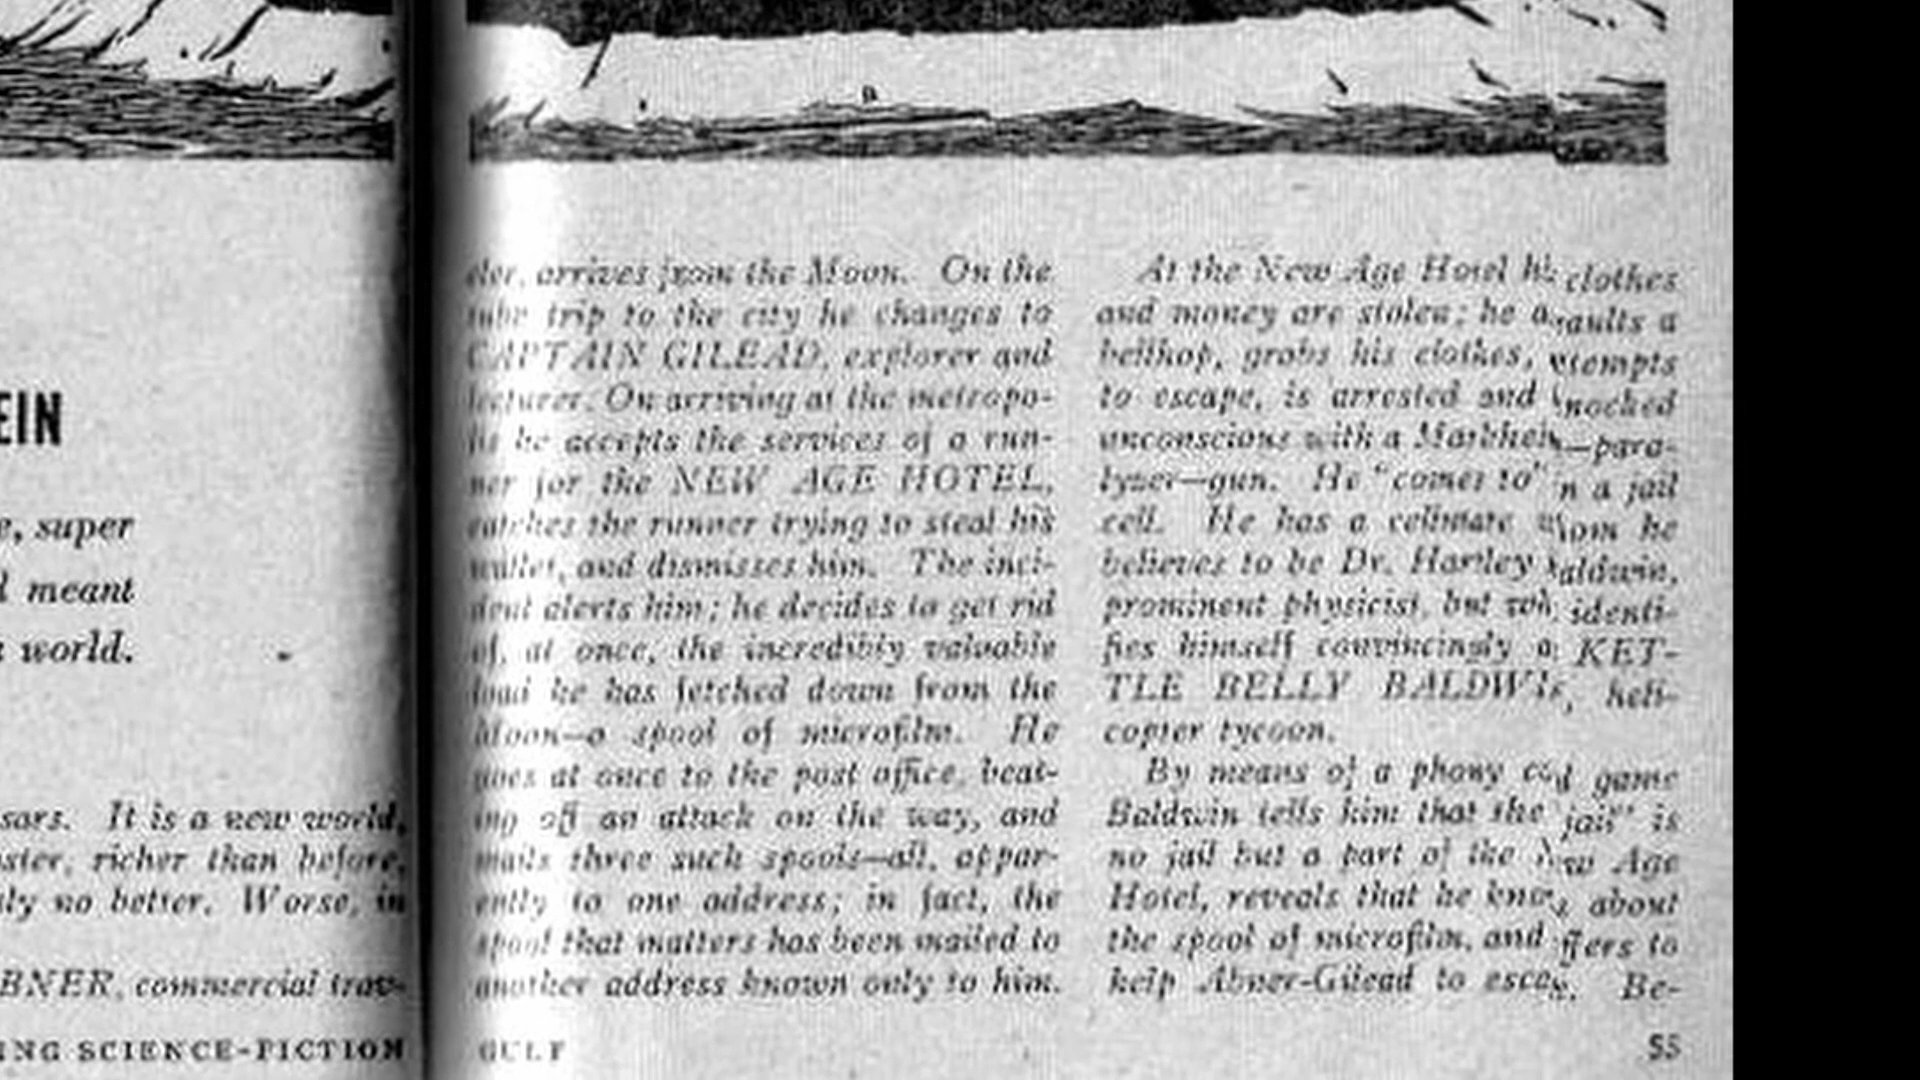 EIN
e, super
meant
world.
sars. It is a new world,
ster, richer than before,
ly no better. Worse, in
BNER, commercial trav-
ING SCIENCE-FICTION
eler, arrives from the Moon. On the
tube trip to the city he changes to
CAPTAIN GILEAD, explorer and
lecturer. On arriving at the metropo-
lis he accepts the services of a run-
ner for the NEW AGE HOTEL,
catches the runner trying to steal his
wallet, and dismisses him. The inci-
dent alerts him; he decides to get rid
of, at once, the incredibly valuable
load he has fetched down from the
Moon—a spool of microfilm. He
goes at once to the post office, beat-
ing off an attack on the way, and
mails three such spools—all, appar-
ently to one address; in fact, the
spool that matters has been mailed to
another address known only to him.
At the New Age Hotel his clothes
and money are stolen; he assaults a
bellhop, grabs his clothes, attempts
to escape, is arrested and knocked
unconscious with a Markheim—para-
lyzer—gun. He "comes to" in a jail
cell. He has a cellmate whom he
believes to be Dr. Hartley Baldwin,
prominent physicist, but who identi-
fies himself convincingly as KET-
TLE BELLY BALDWIN, heli-
copter tycoon.
By means of a phony card game
Baldwin tells him that the "jail" is
no jail but a part of the New Age
Hotel, reveals that he knows about
the spool of microfilm, and offers to
help Abner-Gilead to escape. Be-
GULF
55